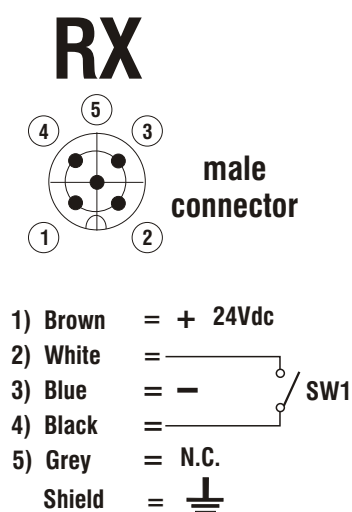 RX
5
4 3
male
connector
1 2
1) Brown = + 24Vdc
2) White =
SW1
3) Blue = −
4) Black =
5) Grey = N.C.
Shield =